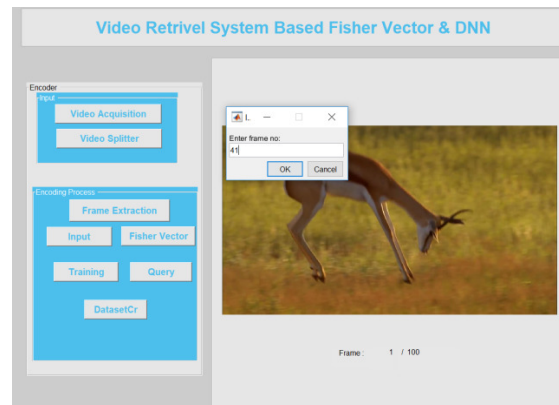 Video Retrivel System Based Fisher Vector & DNN
Encoder
Input
Video Acquisition
Video Splitter
Encoding Process
Frame Extraction
Input
Fisher Vector
Training
Query
DatasetCr
I.
Enter frame no:
41
OK
Cancel
Frame : 1 / 100